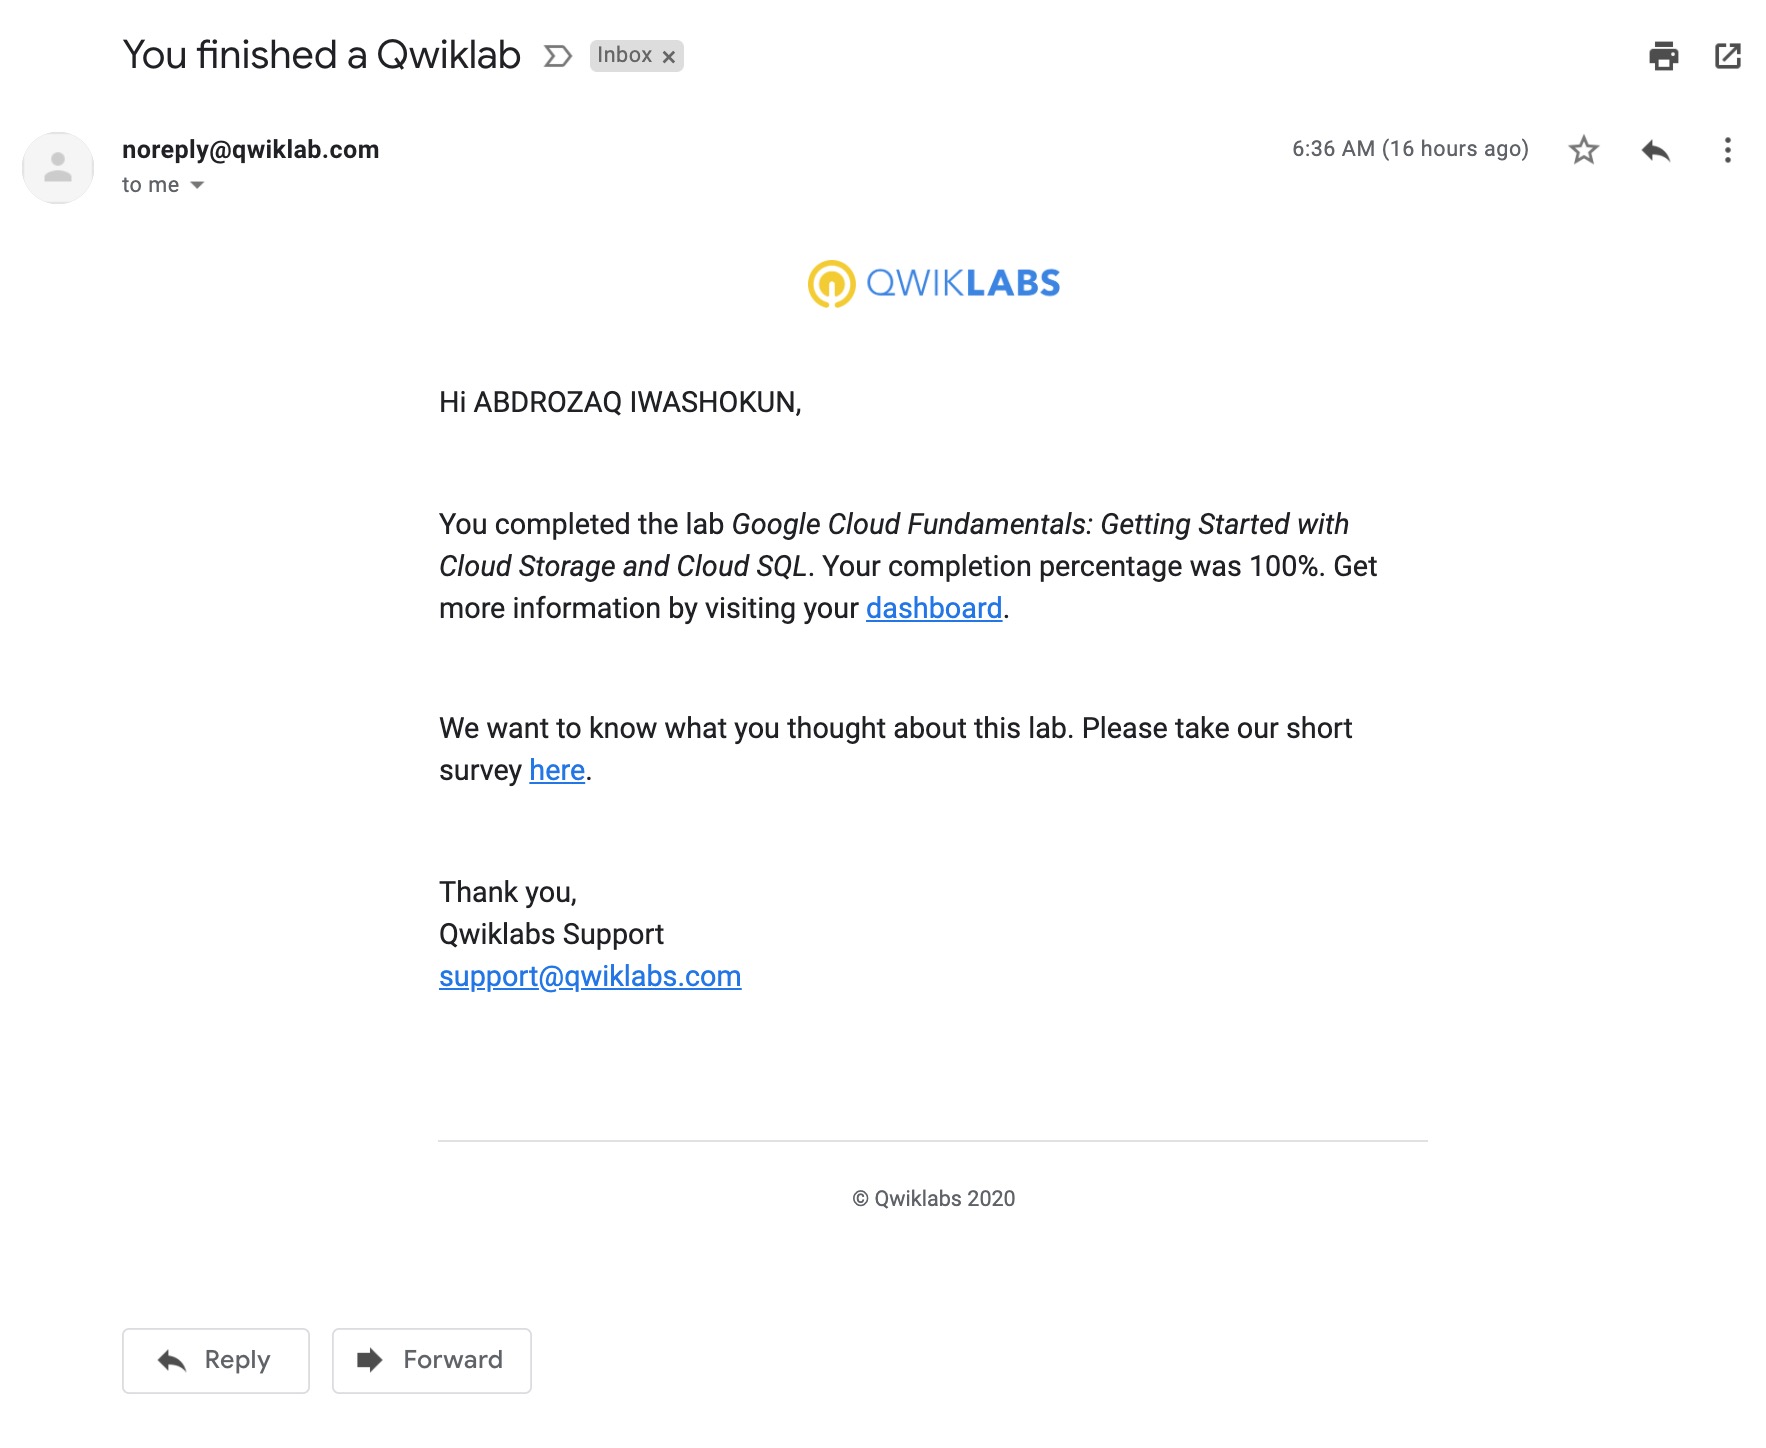 You finished a Qwiklab Inbox x
noreply@qwiklab.com 6:36 AM (16 hours ago)
to me
QWIKLABS
Hi ABDROZAQ IWASHOKUN,
You completed the lab Google Cloud Fundamentals: Getting Started with
Cloud Storage and Cloud SQL. Your completion percentage was 100%. Get
more information by visiting your dashboard.
We want to know what you thought about this lab. Please take our short
survey here.
Thank you,
Qwiklabs Support
support@qwiklabs.com
© Qwiklabs 2020
Reply Forward